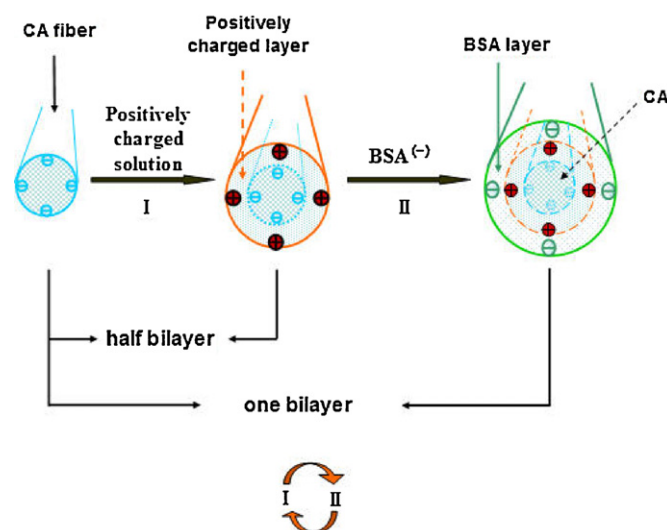 CA fiber
Positively
charged layer
BSA layer
CA
Positively
charged
solution
I
BSA(-)
II
half bilayer
one bilayer
I
II